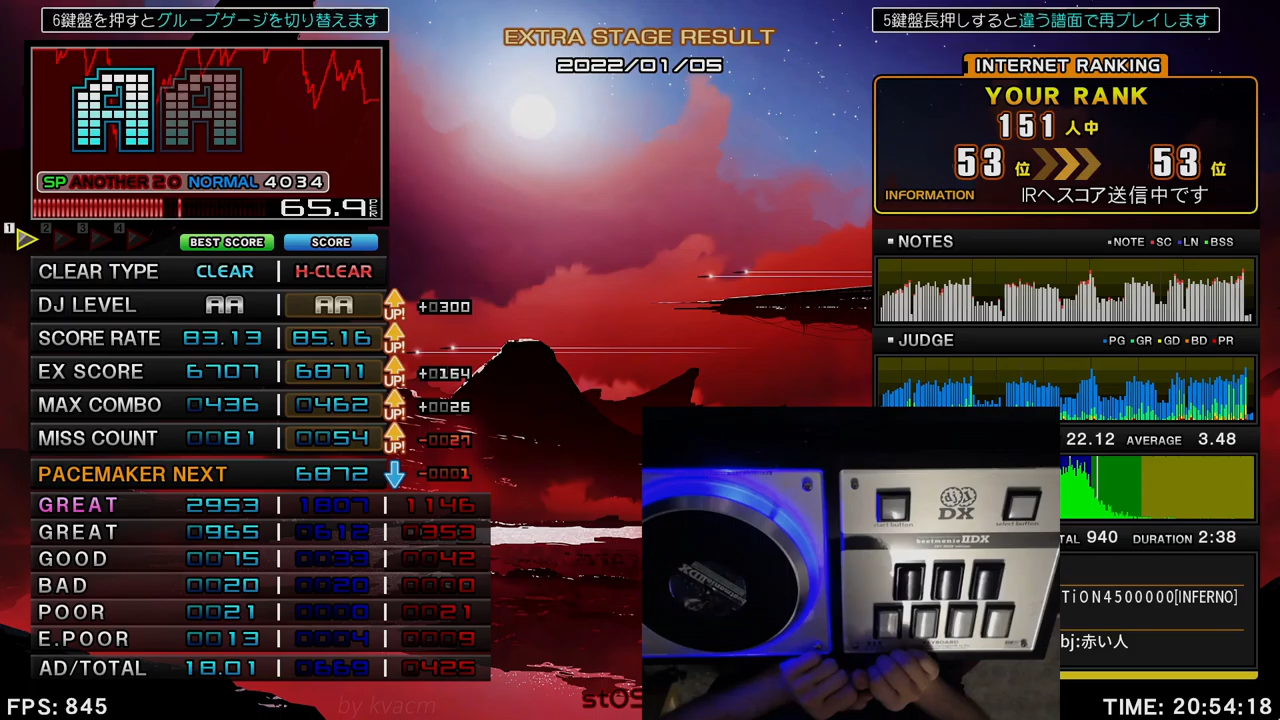 6鍵盤を押すとグループゲージを切り替えます
EXTRA STAGE RESULT
2022/01/05
5鍵盤長押しすると違う譜面で再プレイします
AA
SP ANOTHER 20 NORMAL 4034
65.9 PER
INTERNET RANKING
YOUR RANK
151 人中
53 位 53 位
INFORMATION IRへスコア送信中です
1 2 3 4
BEST SCORE SCORE
CLEAR TYPE CLEAR H-CLEAR
DJ LEVEL AA AA UP! +0300
SCORE RATE 83.13 85.16 UP!
EX SCORE 6707 6871 UP! +0164
MAX COMBO 0436 0462 UP! +0026
MISS COUNT 0081 0054 UP! -0027
PACEMAKER NEXT 6872 -0001
GREAT 2953 1807 1146
GREAT 0965 0612 0353
GOOD 0075 0033 0042
BAD 0020 0020 0000
POOR 0021 0000 0021
E.POOR 0013 0004 0009
AD/TOTAL 18.01 0669 0425
NOTES NOTE SC LN BSS
JUDGE PG GR GD BD PR
22.12 AVERAGE 3.48
TAL 940 DURATION 2:38
TiON4500000[INFERNO]
bj:赤い人
start button
DX
select button
beatmania IIDX
FPS: 845
by kvacm
TIME: 20:54:18